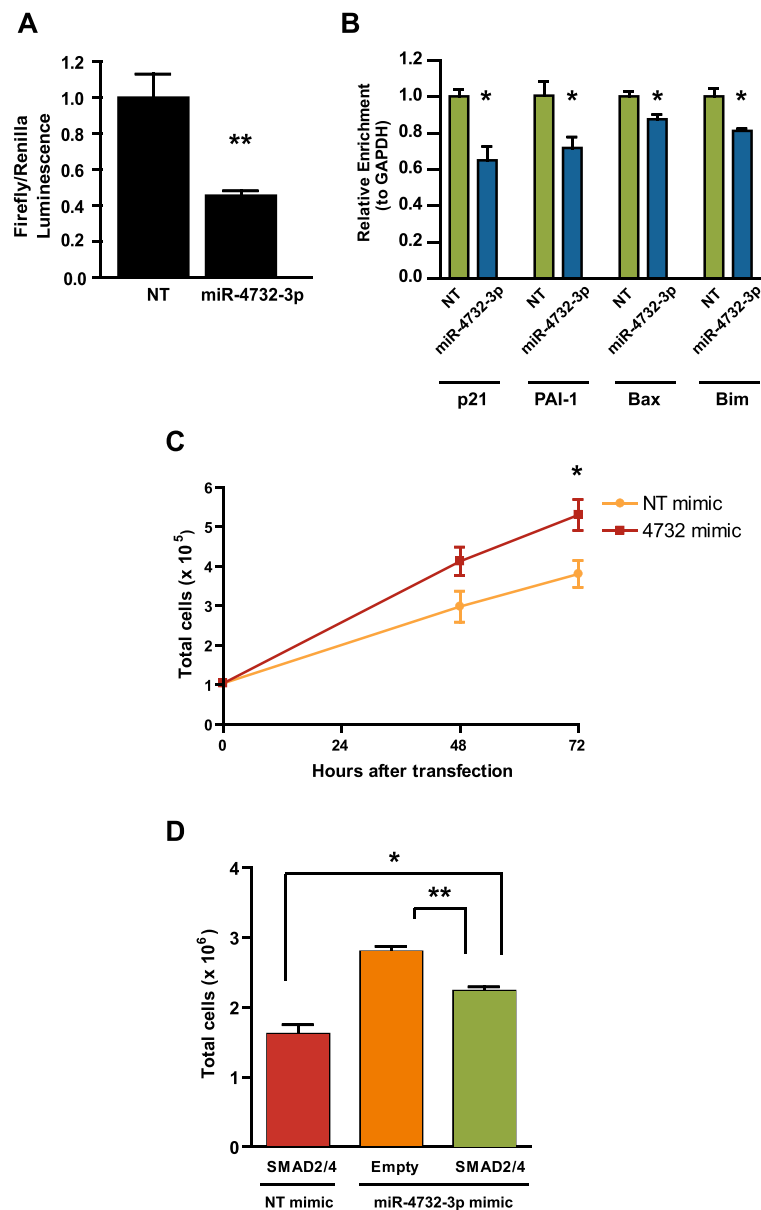 A
1.2
1.0
0.8
0.6
0.4
0.2
0.0
Firefly/Renilla
Luminescence
**
NT
miR-4732-3p
B
1.2
1.0
0.8
0.6
0.4
0.2
0.0
Relative Enrichment
(to GAPDH)
* * * *
NT
miR-4732-3p
NT
miR-4732-3p
NT
miR-4732-3p
NT
miR-4732-3p
p21
PAI-1
Bax
Bim
C
6
5
4
3
2
1
0
Total cells (x 10^5)
*
NT mimic
4732 mimic
0 24 48 72
Hours after transfection
D
4
3
2
1
0
Total cells (x 10^6)
*
**
SMAD2/4 Empty SMAD2/4
NT mimic miR-4732-3p mimic